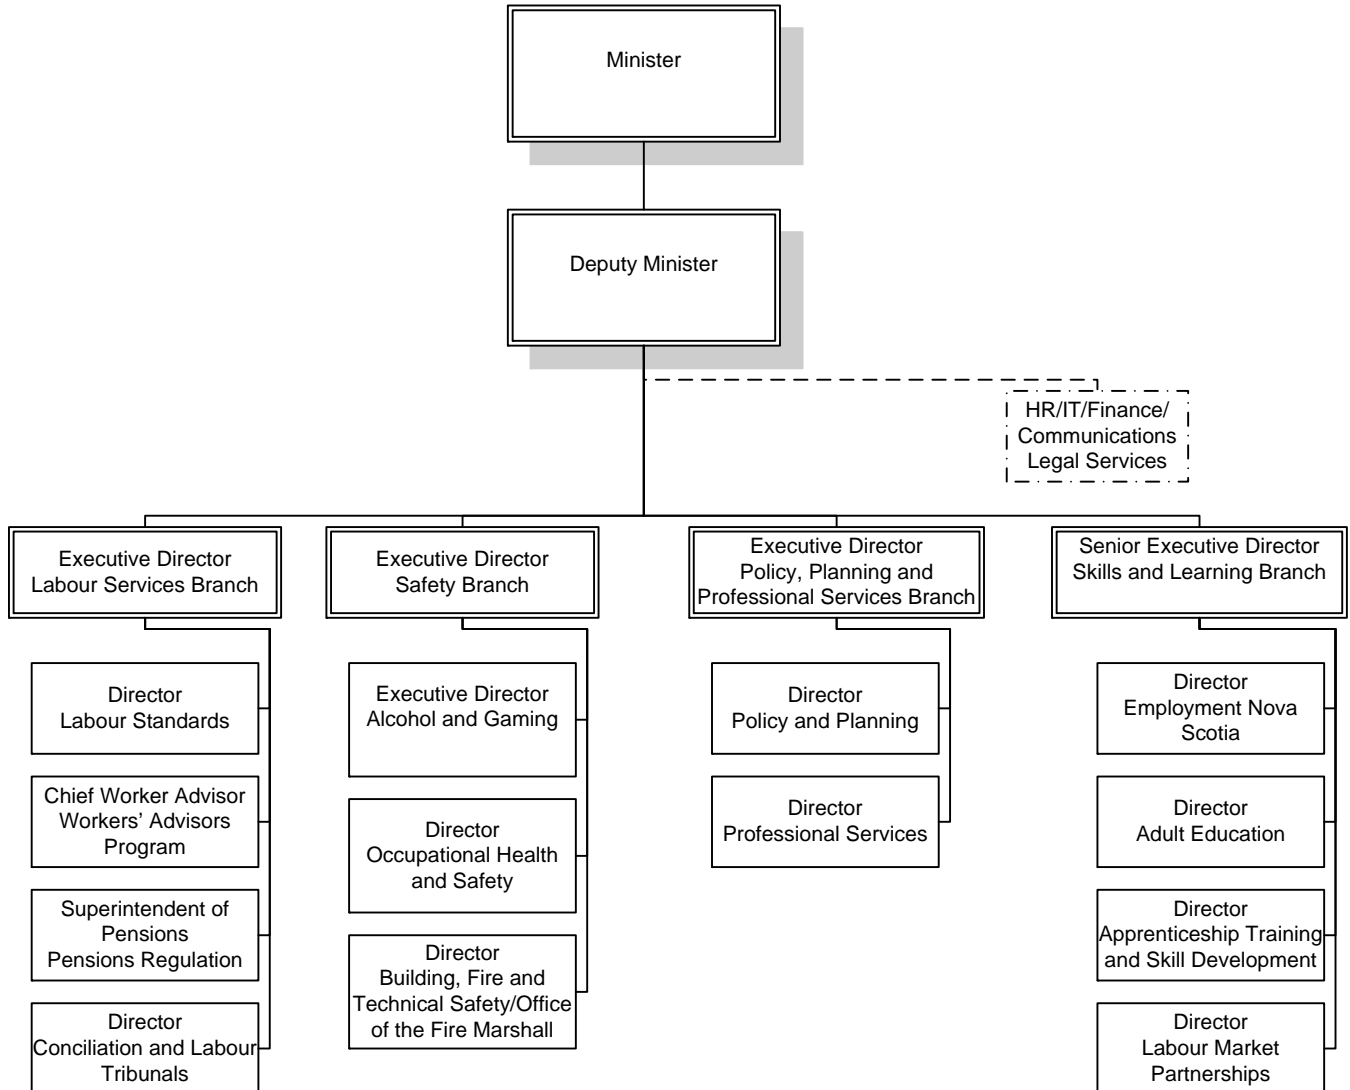 Minister
Deputy Minister
HR/IT/Finance/
Communications
Legal Services
Executive Director
Labour Services Branch
Executive Director
Safety Branch
Executive Director
Policy, Planning and
Professional Services Branch
Senior Executive Director
Skills and Learning Branch
Director
Labour Standards
Chief Worker Advisor
Workers' Advisors
Program
Superintendent of
Pensions
Pensions Regulation
Director
Conciliation and Labour
Tribunals
Executive Director
Alcohol and Gaming
Director
Occupational Health
and Safety
Director
Building, Fire and
Technical Safety/Office
of the Fire Marshall
Director
Policy and Planning
Director
Professional Services
Director
Employment Nova
Scotia
Director
Adult Education
Director
Apprenticeship Training
and Skill Development
Director
Labour Market
Partnerships